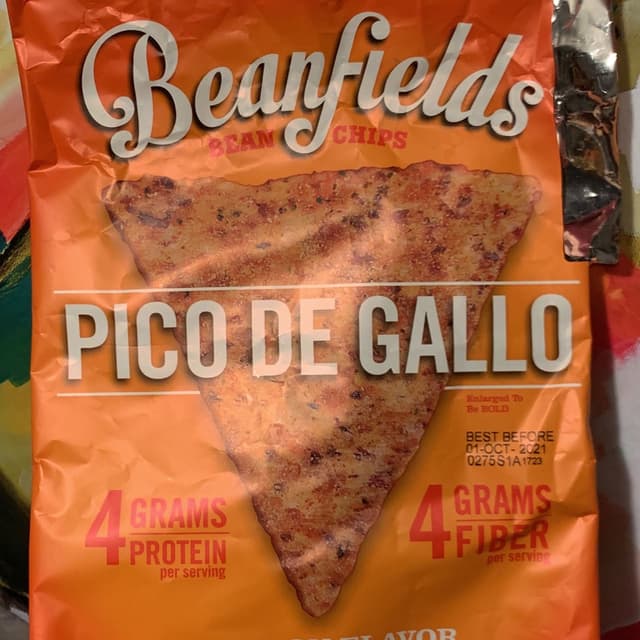 Beanfields
BEAN CHIPS
PICO DE GALLO
Enlarged To
Be BOLD
BEST BEFORE
01-OCT- 2021
0275S1A1723
4 GRAMS
PROTEIN
per serving
4 GRAMS
FIBER
per serving
FLAVOR